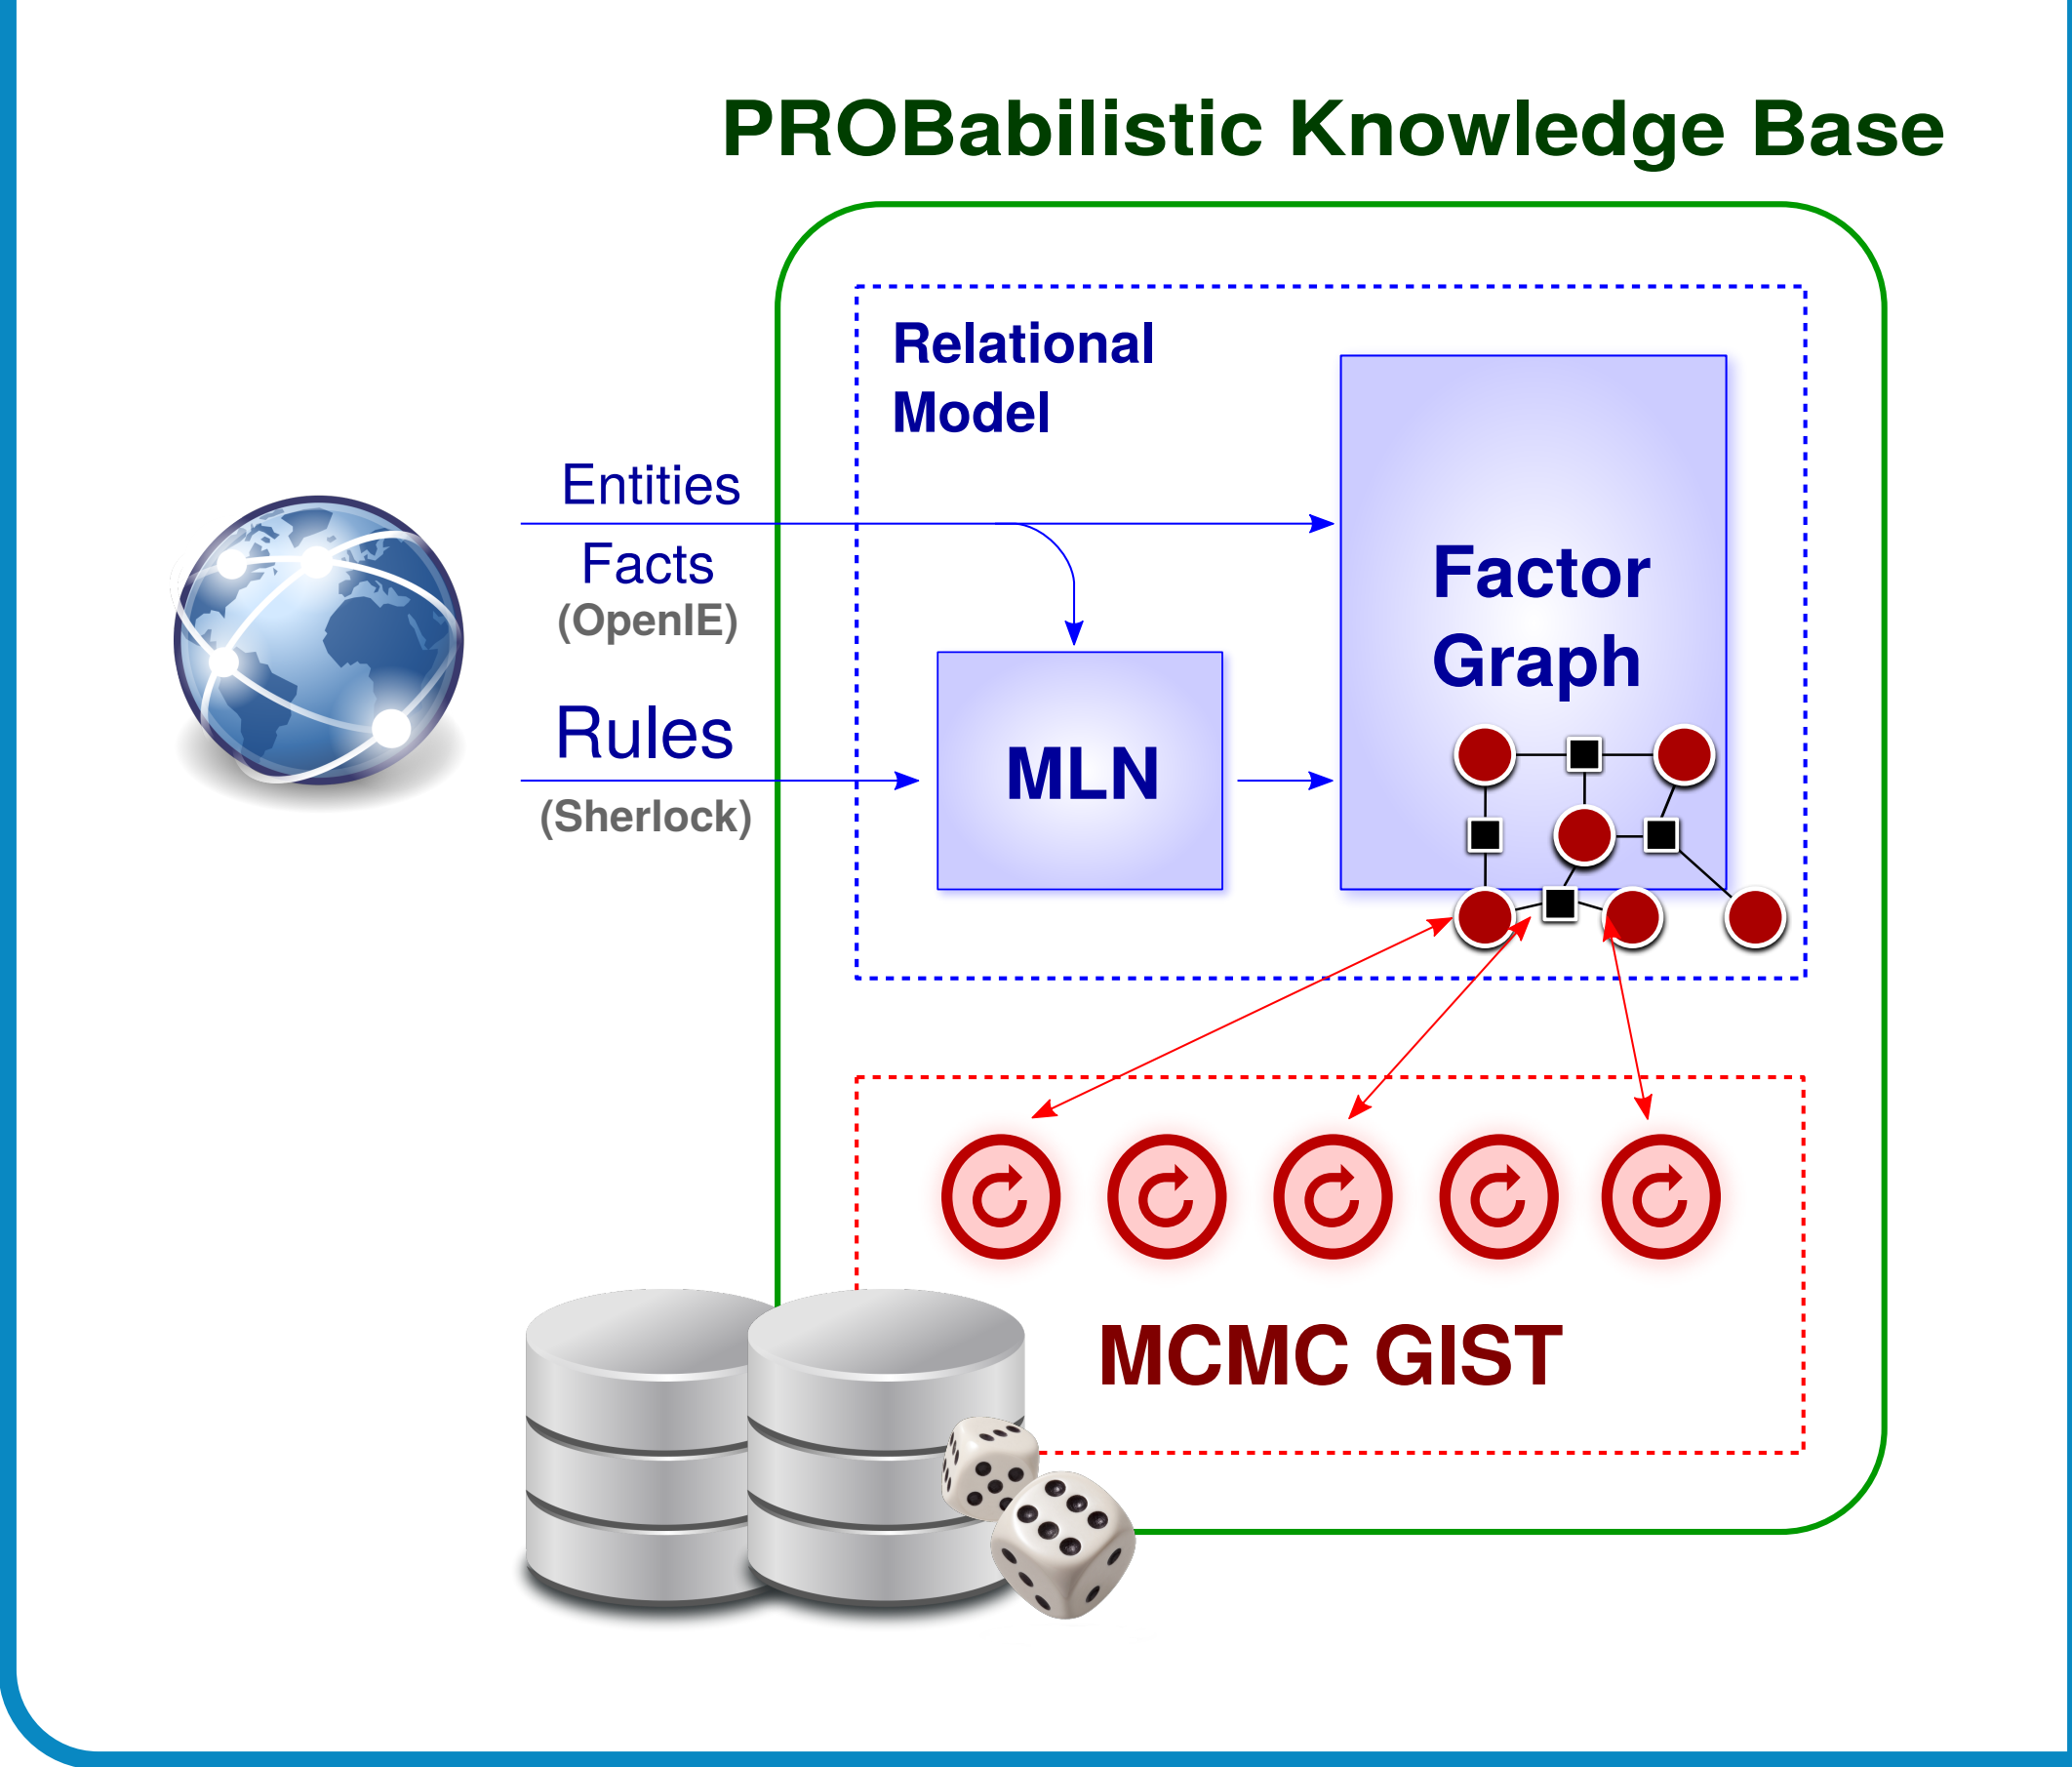 PROBabilistic Knowledge Base
Relational
Model
Entities
Facts
(OpenIE)
Rules
(Sherlock)
MLN
Factor
Graph
MCMC GIST